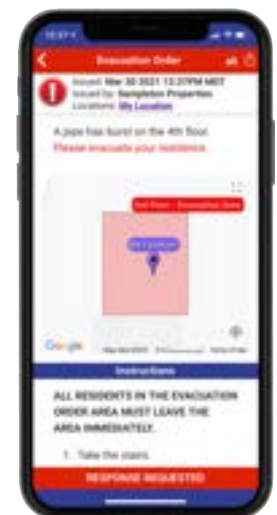 Evacuation Order
Issued: Mar 30 2021 12:27PM MDT
Issued by: Sampleton Properties
Locations: My Location
A pipe has burst on the 4th floor.
Please evacuate your residence.
Evacuation Zone
My Location
Google
Instructions
ALL RESIDENTS IN THE EVACUATION
ORDER AREA MUST LEAVE THE
AREA IMMEDIATELY.
1. Take the stairs.
RESPONSE REQUESTED